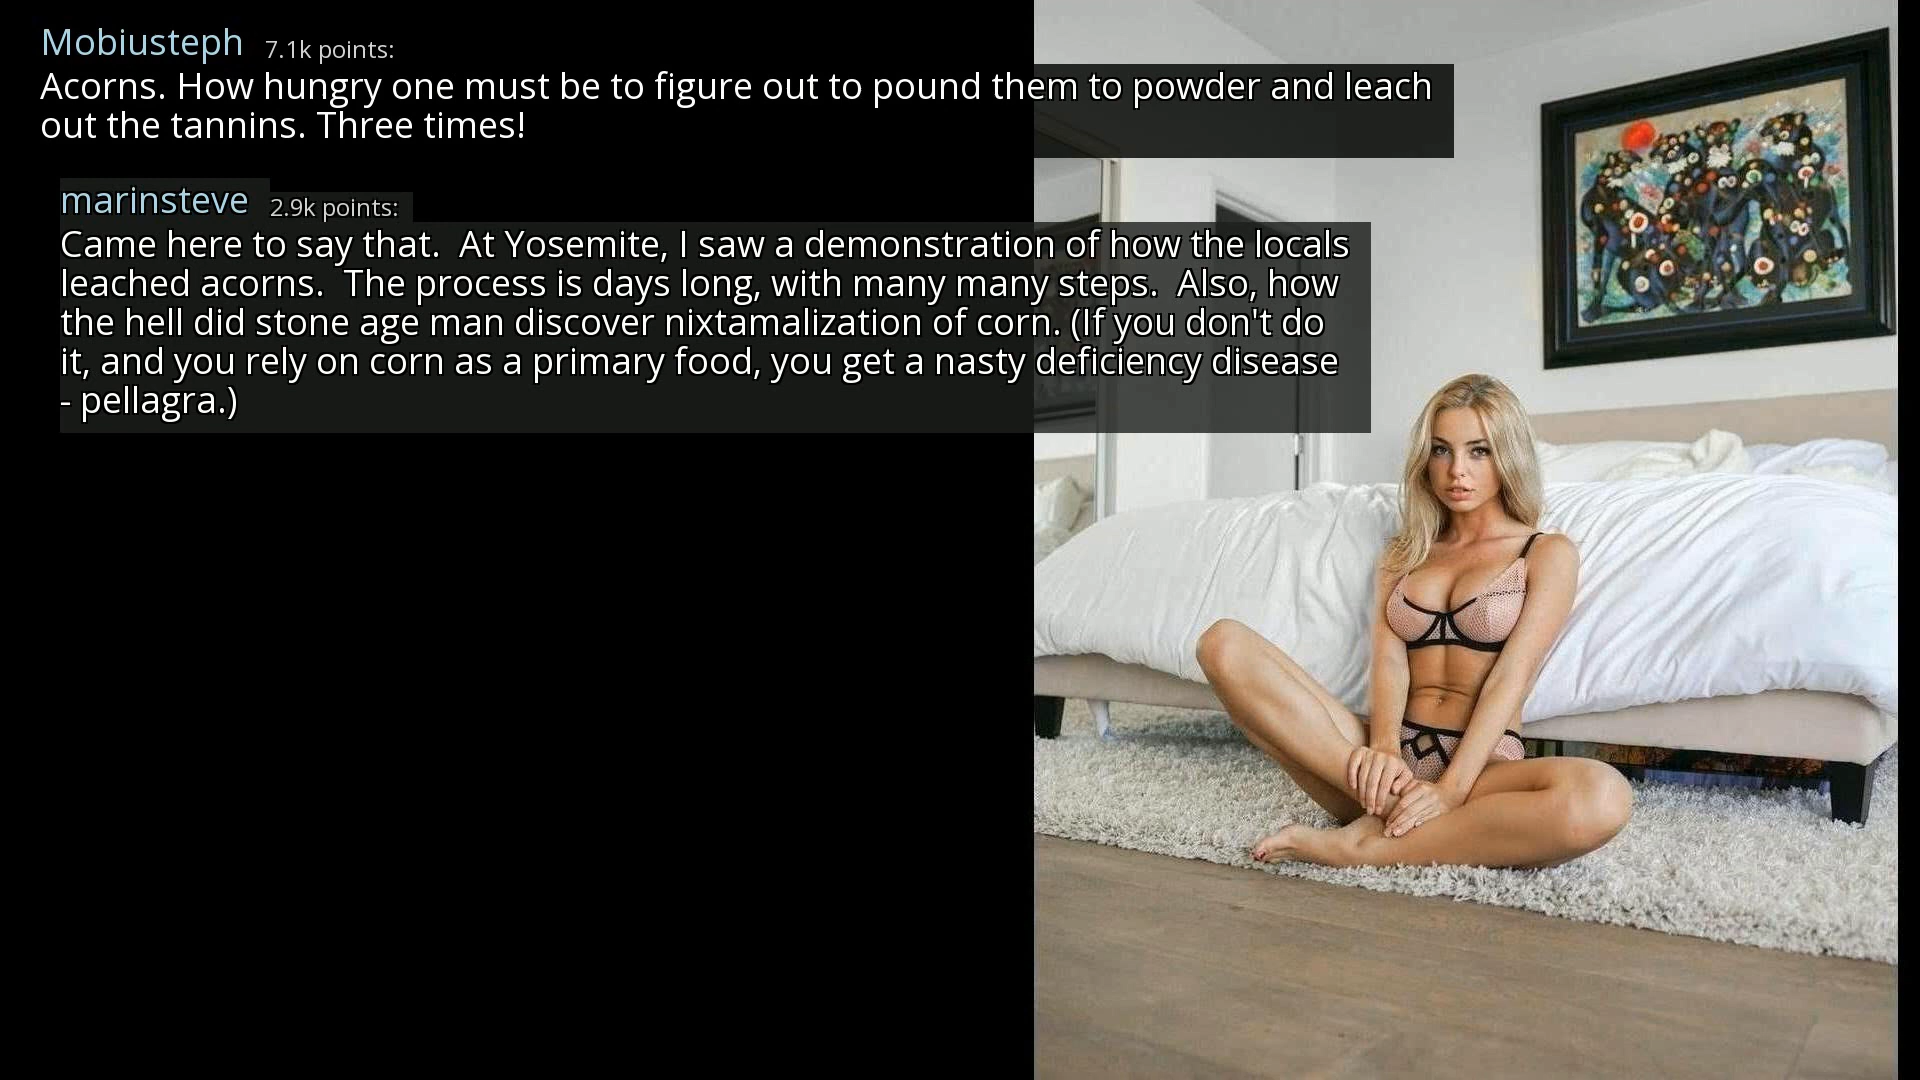 Mobiusteph 7.1k points:
Acorns. How hungry one must be to figure out to pound them to powder and leach
out the tannins. Three times!
marinsteve 2.9k points:
Came here to say that.  At Yosemite, I saw a demonstration of how the locals
leached acorns.  The process is days long, with many many steps.  Also, how
the hell did stone age man discover nixtamalization of corn. (If you don't do
it, and you rely on corn as a primary food, you get a nasty deficiency disease
- pellagra.)